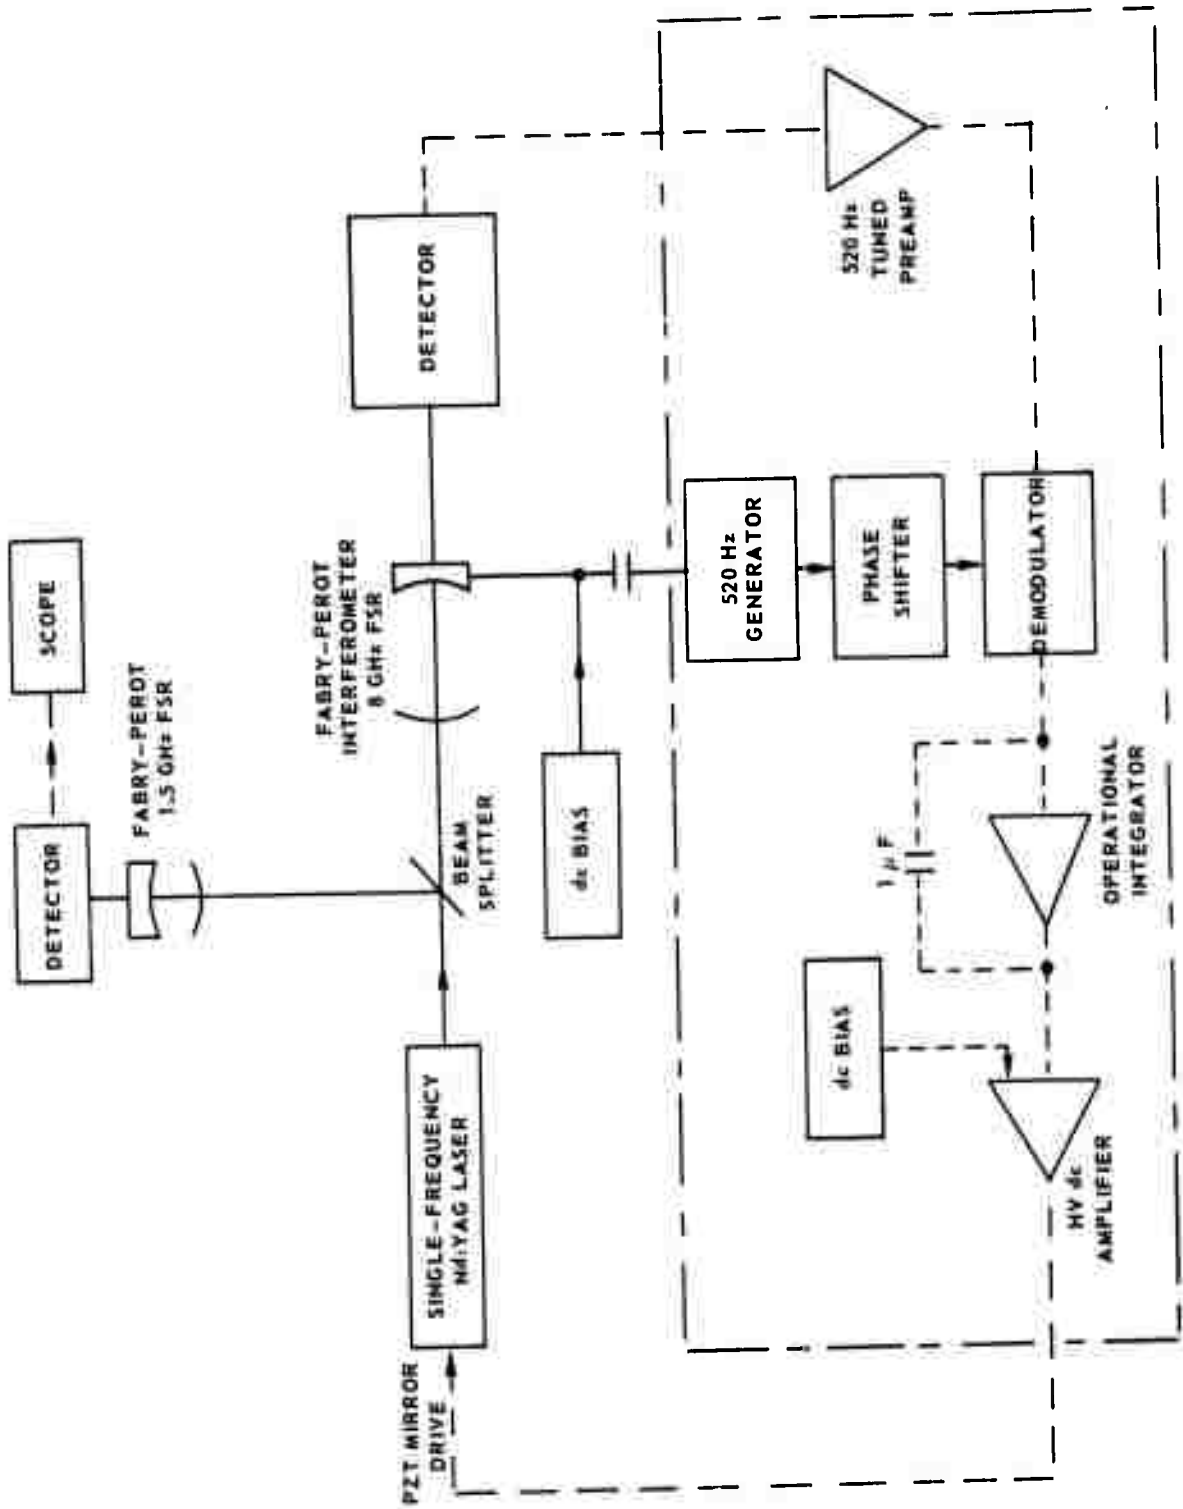 SCOPE
DETECTOR
FABRY-PEROT
1.5 GHz FSR
FABRY-PEROT
INTERFEROMETER
8 GHz FSR
DETECTOR
BEAM
SPLITTER
SINGLE-FREQUENCY
Nd:YAG LASER
PZT MIRROR
DRIVE
dc BIAS
520 Hz
GENERATOR
PHASE
SHIFTER
DEMODULATOR
520 Hz
TUNED
PREAMP
1 μF
OPERATIONAL
INTEGRATOR
dc BIAS
HV dc
AMPLIFIER